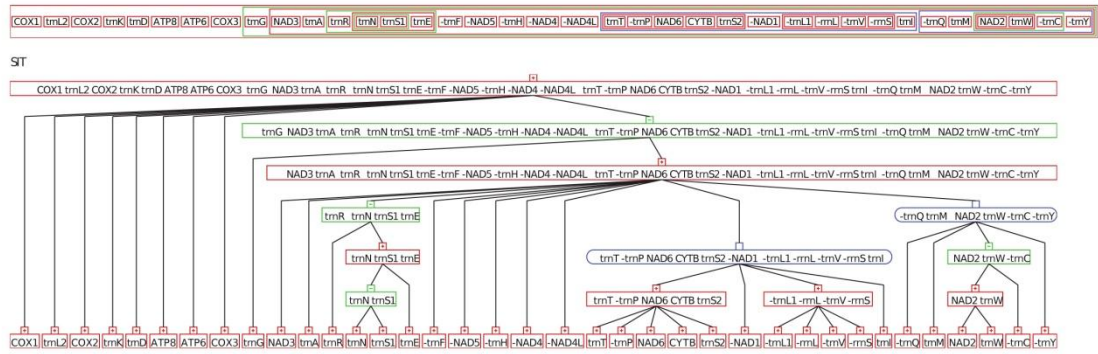 COX1 trnL2 COX2 trnK trnD ATP8 ATP6 COX3 trnG NAD3 trnA trnR trnN trnS1 trnE -trnF -NAD5 -trnH -NAD4 -NAD4L trnT -trnP NAD6 CYTB trnS2 -NAD1 -trnL1 -rrnL -trnV -rrnS trnI -trnQ trnM NAD2 trnW -trnC -trnY
SIT
+
COX1 trnL2 COX2 trnK trnD ATP8 ATP6 COX3 trnG NAD3 trnA trnR trnN trnS1 trnE -trnF -NAD5 -trnH -NAD4 -NAD4L trnT -trnP NAD6 CYTB trnS2 -NAD1 -trnL1 -rrnL -trnV -rrnS trnI -trnQ trnM NAD2 trnW -trnC -trnY
-
trnG NAD3 trnA trnR trnN trnS1 trnE -trnF -NAD5 -trnH -NAD4 -NAD4L trnT -trnP NAD6 CYTB trnS2 -NAD1 -trnL1 -rrnL -trnV -rrnS trnI -trnQ trnM NAD2 trnW -trnC -trnY
+
NAD3 trnA trnR trnN trnS1 trnE -trnF -NAD5 -trnH -NAD4 -NAD4L trnT -trnP NAD6 CYTB trnS2 -NAD1 -trnL1 -rrnL -trnV -rrnS trnI -trnQ trnM NAD2 trnW -trnC -trnY
-
trnR trnN trnS1 trnE
-trnQ trnM NAD2 trnW -trnC -trnY
+ -
trnN trnS1 trnE
trnT -trnP NAD6 CYTB trnS2 -NAD1 -trnL1 -rrnL -trnV -rrnS trnI
NAD2 trnW -trnC
- + + +
trnN trnS1
trnT -trnP NAD6 CYTB trnS2
-trnL1 -rrnL -trnV -rrnS
NAD2 trnW
+ + + + + + + + + + + + + + + + + + + + + + + + + + + + + + + + + + + + +
COX1 trnL2 COX2 trnK trnD ATP8 ATP6 COX3 trnG NAD3 trnA trnR trnN trnS1 trnE -trnF -NAD5 -trnH -NAD4 -NAD4L trnT -trnP NAD6 CYTB trnS2 -NAD1 -trnL1 -rrnL -trnV -rrnS trnI -trnQ trnM NAD2 trnW -trnC -trnY